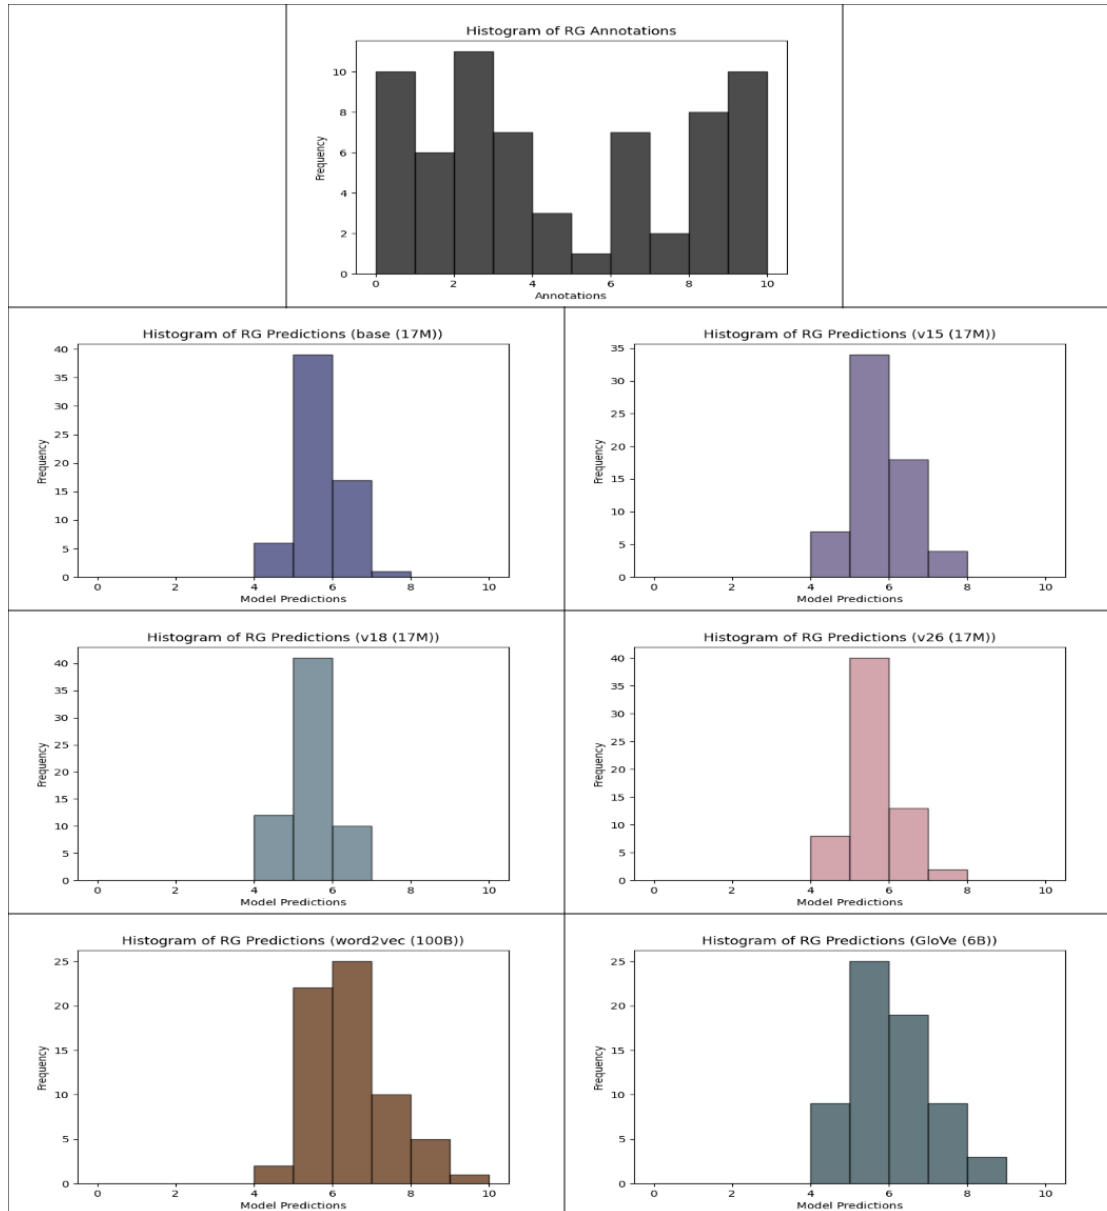 Histogram of RG Annotations
10
8
6
4
2
0
Frequency
0 2 4 6 8 10
Annotations
Histogram of RG Predictions (base (17M))
40
35
30
25
20
15
10
5
0
Frequency
0 2 4 6 8 10
Model Predictions
Histogram of RG Predictions (v15 (17M))
35
30
25
20
15
10
5
0
Frequency
0 2 4 6 8 10
Model Predictions
Histogram of RG Predictions (v18 (17M))
40
35
30
25
20
15
10
5
0
Frequency
0 2 4 6 8 10
Model Predictions
Histogram of RG Predictions (v26 (17M))
40
35
30
25
20
15
10
5
0
Frequency
0 2 4 6 8 10
Model Predictions
Histogram of RG Predictions (word2vec (100B))
25
20
15
10
5
0
Frequency
0 2 4 6 8 10
Model Predictions
Histogram of RG Predictions (GloVe (6B))
25
20
15
10
5
0
Frequency
0 2 4 6 8 10
Model Predictions